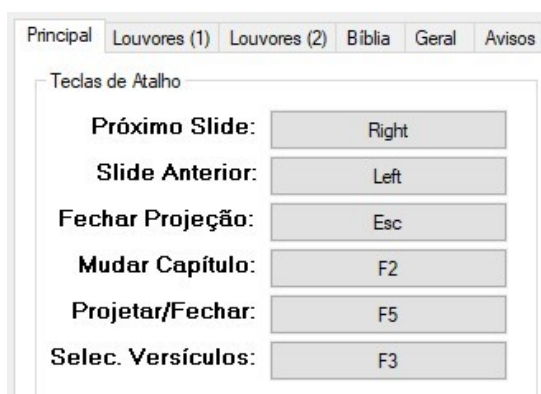 Principal Louvores (1) Louvores (2) Bíblia Geral Avisos
Teclas de Atalho
Próximo Slide: Right
Slide Anterior: Left
Fechar Projeção: Esc
Mudar Capítulo: F2
Projetar/Fechar: F5
Selec. Versículos: F3